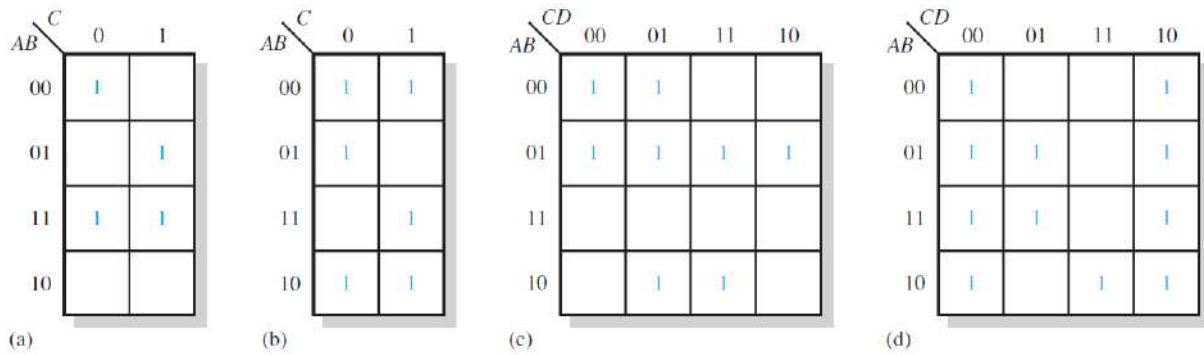 C C CD CD
AB 0 1 AB 0 1 AB 00 01 11 10 AB 00 01 11 10
00 1 00 1 1 00 1 1 00 1 1
01 1 01 1 01 1 1 1 1 01 1 1 1
11 1 1 11 1 11 11 1 1 1
10 10 1 1 10 1 1 10 1 1 1
(a) (b) (c) (d)